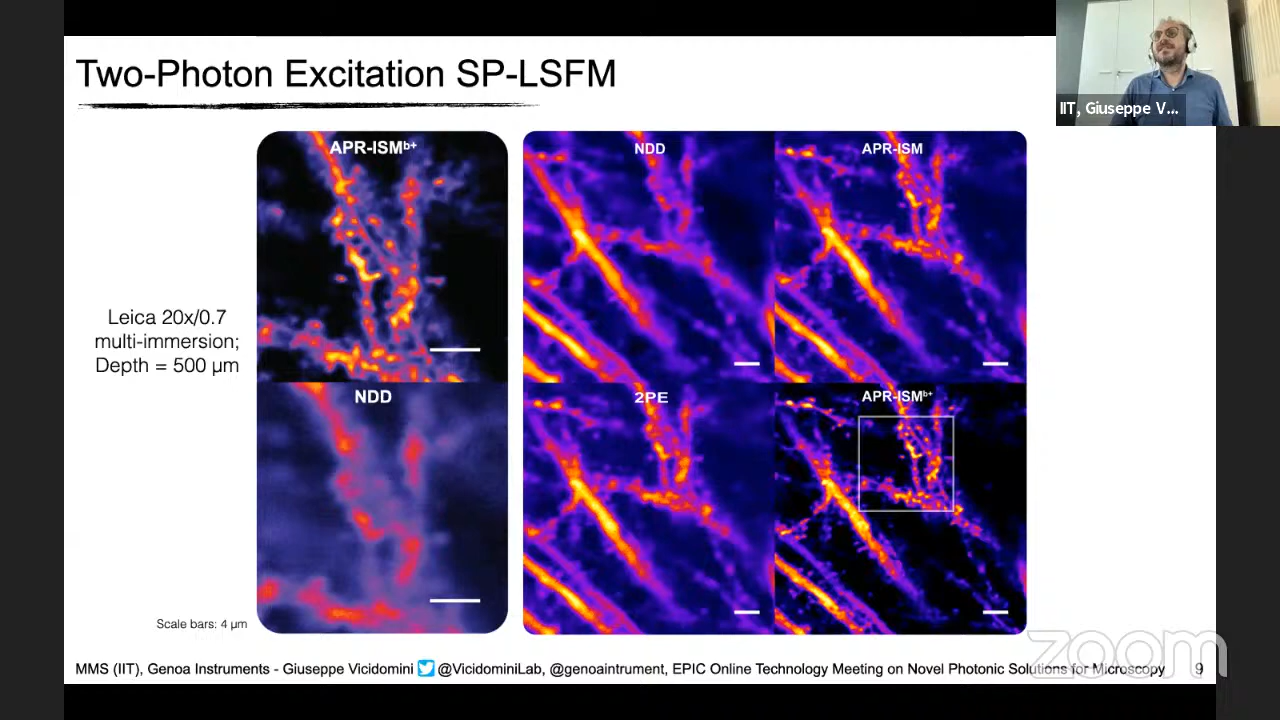 Two-Photon Excitation SP-LSFM
IIT, Giuseppe V...
APR-ISMb+
NDD
APR-ISM
Leica 20x/0.7
multi-immersion;
Depth = 500 µm
NDD
2PE
APR-ISMb+
Scale bars: 4 µm
MMS (IIT), Genoa Instruments - Giuseppe Vicidomini @VicidominiLab, @genoaintrument, EPIC Online Technology Meeting on Novel Photonic Solutions for Microscopy 9
zoom